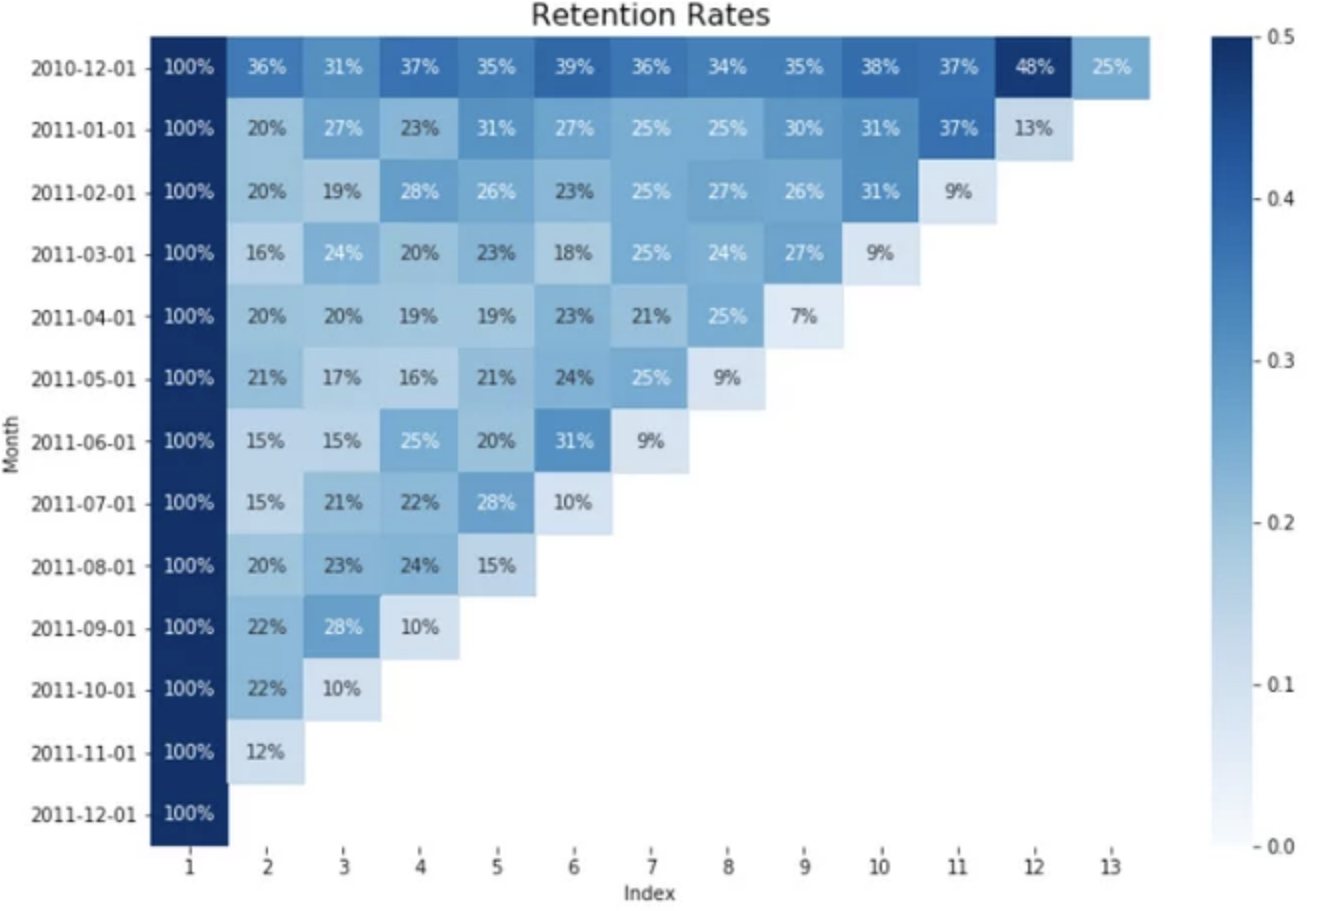 Retention Rates
2010-12-01 100% 36% 31% 37% 35% 39% 36% 34% 35% 38% 37% 48% 25%
2011-01-01 100% 20% 27% 23% 31% 27% 25% 25% 30% 31% 37% 13%
2011-02-01 100% 20% 19% 28% 26% 23% 25% 27% 26% 31% 9%
2011-03-01 100% 16% 24% 20% 23% 18% 25% 24% 27% 9%
2011-04-01 100% 20% 20% 19% 19% 23% 21% 25% 7%
2011-05-01 100% 21% 17% 16% 21% 24% 25% 9%
2011-06-01 100% 15% 15% 25% 20% 31% 9%
2011-07-01 100% 15% 21% 22% 28% 10%
2011-08-01 100% 20% 23% 24% 15%
2011-09-01 100% 22% 28% 10%
2011-10-01 100% 22% 10%
2011-11-01 100% 12%
2011-12-01 100%
Month
1 2 3 4 5 6 7 8 9 10 11 12 13
Index
0.5
0.4
0.3
0.2
0.1
0.0